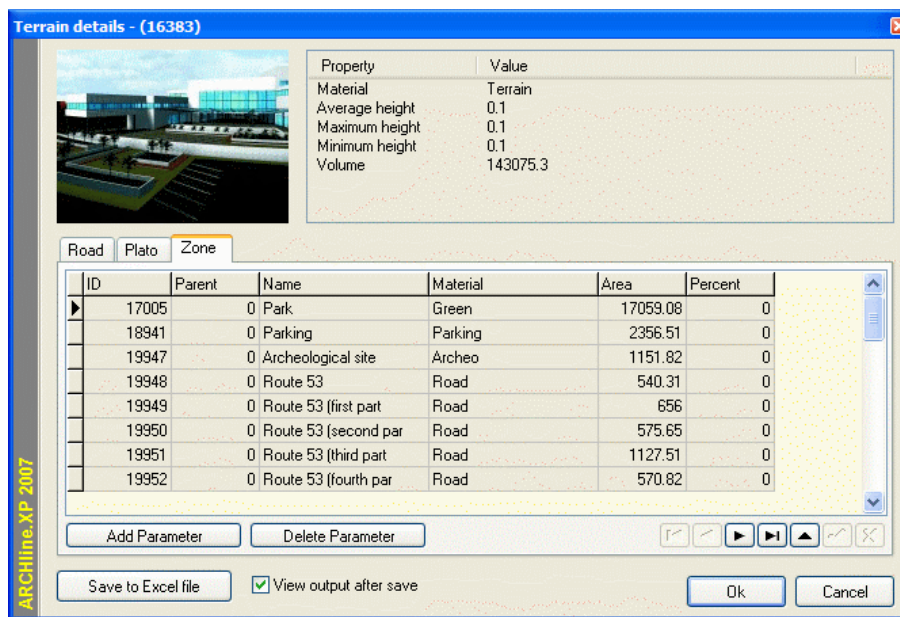 Terrain details - (16383)
Property Value
Material Terrain
Average height 0.1
Maximum height 0.1
Minimum height 0.1
Volume 143075.3
Road Plato Zone
ID Parent Name Material Area Percent
17005 0 Park Green 17059.08 0
18941 0 Parking Parking 2356.51 0
19947 0 Archeological site Archeo 1151.82 0
19948 0 Route 53 Road 540.31 0
19949 0 Route 53 (first part Road 656 0
19950 0 Route 53 (second par Road 575.65 0
19951 0 Route 53 (third part Road 1127.51 0
19952 0 Route 53 (fourth par Road 570.82 0
Add Parameter Delete Parameter
Save to Excel file View output after save Ok Cancel
ARCHline.XP 2007